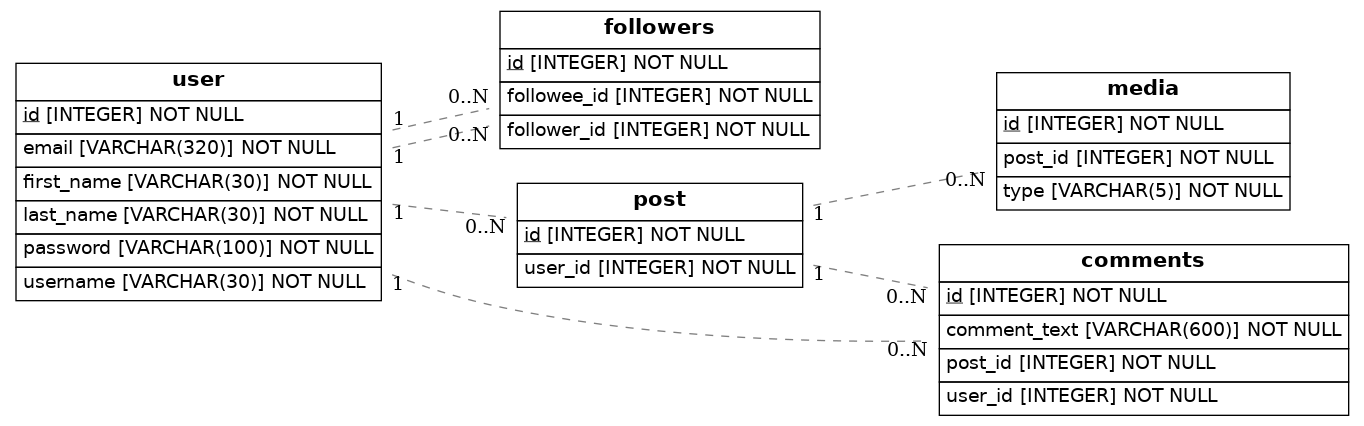 user
id [INTEGER] NOT NULL
email [VARCHAR(320)] NOT NULL
first_name [VARCHAR(30)] NOT NULL
last_name [VARCHAR(30)] NOT NULL
password [VARCHAR(100)] NOT NULL
username [VARCHAR(30)] NOT NULL
1
1
1
1
0..N
0..N
0..N
followers
id [INTEGER] NOT NULL
followee_id [INTEGER] NOT NULL
follower_id [INTEGER] NOT NULL
post
id [INTEGER] NOT NULL
user_id [INTEGER] NOT NULL
1
1
0..N
0..N
0..N
media
id [INTEGER] NOT NULL
post_id [INTEGER] NOT NULL
type [VARCHAR(5)] NOT NULL
comments
id [INTEGER] NOT NULL
comment_text [VARCHAR(600)] NOT NULL
post_id [INTEGER] NOT NULL
user_id [INTEGER] NOT NULL